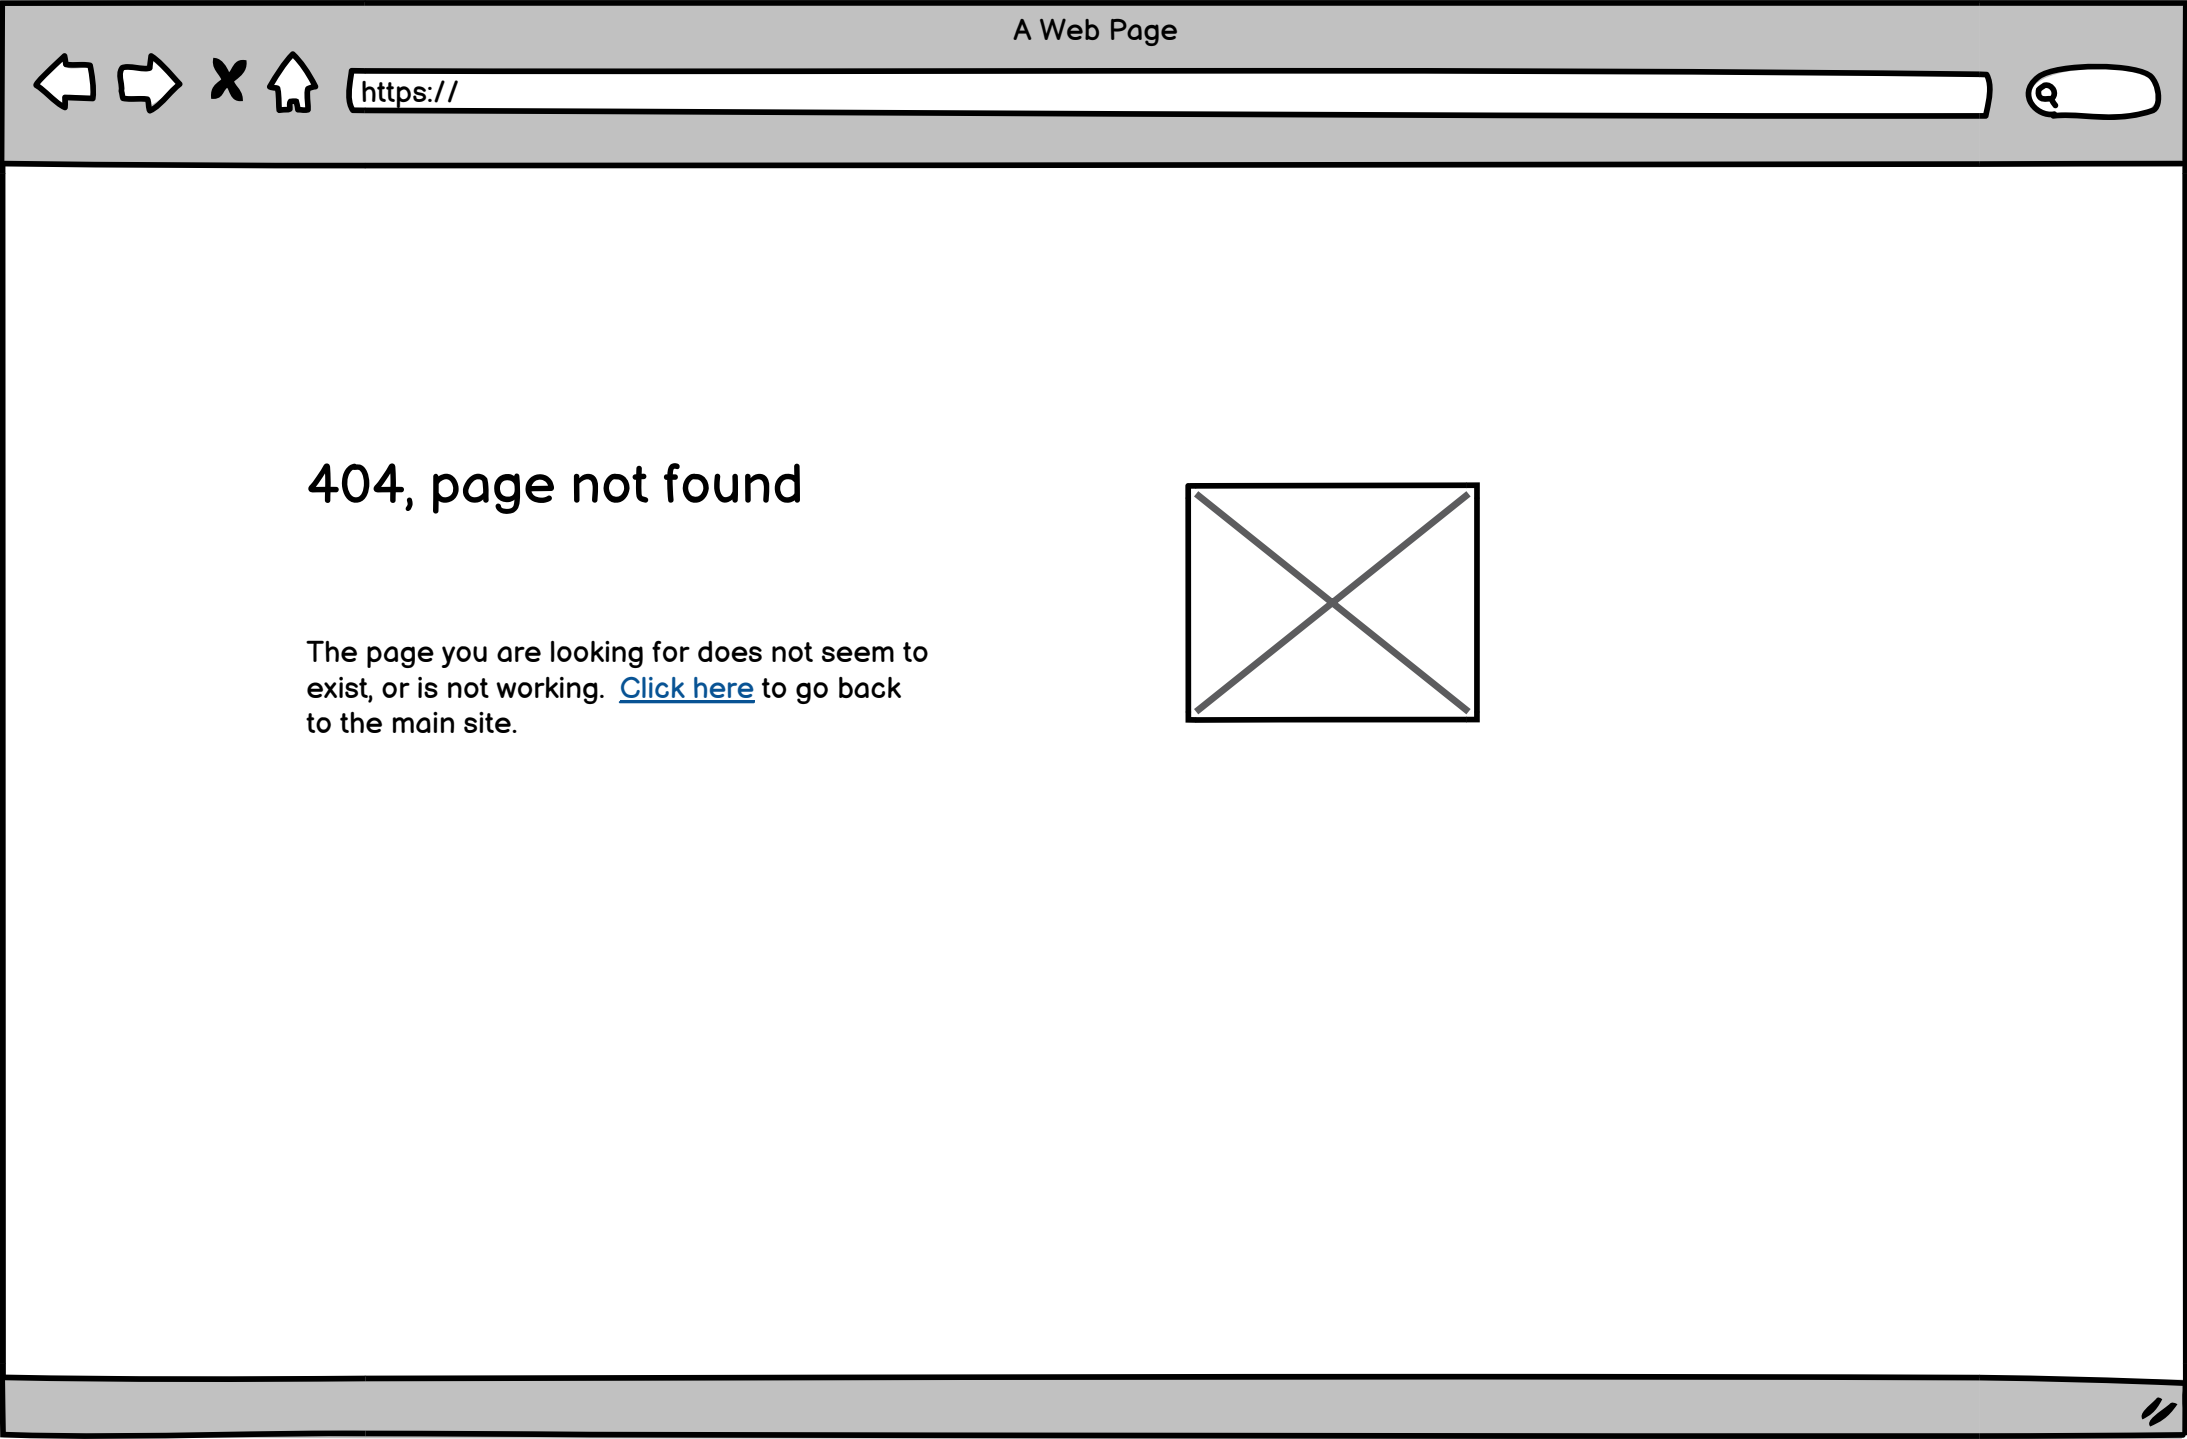 A Web Page
https://
404, page not found
The page you are looking for does not seem to
exist, or is not working.  Click here to go back
to the main site.